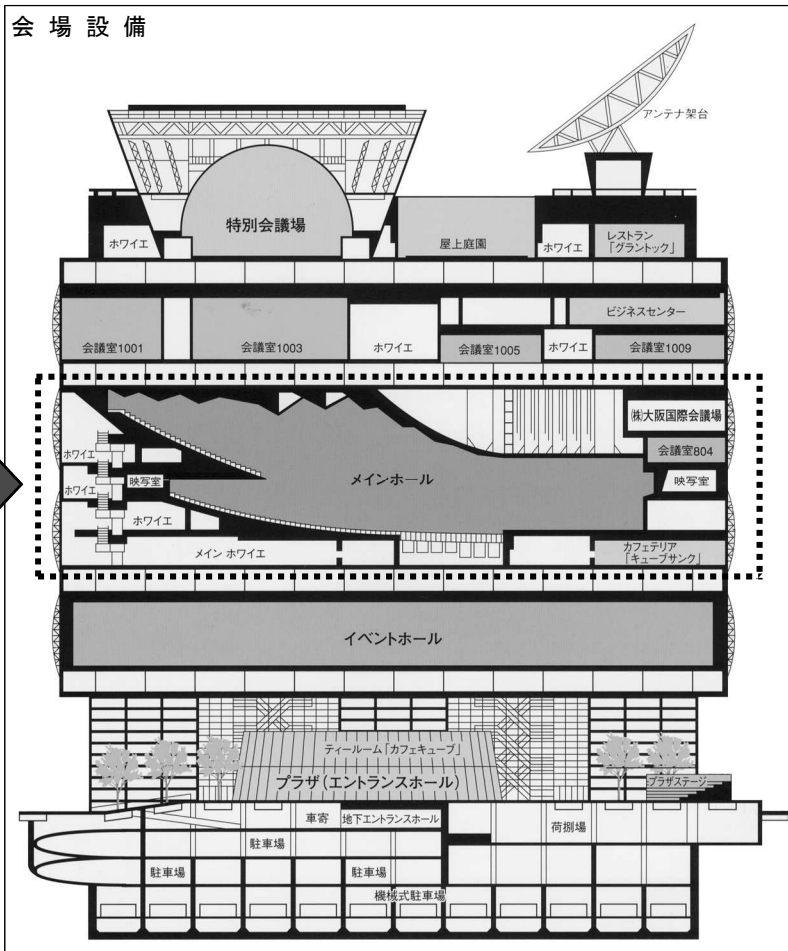 会場設備
アンテナ架台
特別会議場
ホワイエ
屋上庭園
ホワイエ
レストラン
「グラントック」
ビジネスセンター
会議室1001
会議室1003
ホワイエ
会議室1005
ホワイエ
会議室1009
㈱大阪国際会議場
会議室804
ホワイエ
メインホール
映写室
映写室
ホワイエ
ホワイエ
メイン ホワイエ
カフェテリア
「キューブサンク」
イベントホール
ティールーム「カフェキューブ」
プラザ(エントランスホール)
プラザステージ
車寄
地下エントランスホール
荷捌場
駐車場
駐車場
駐車場
機械式駐車場